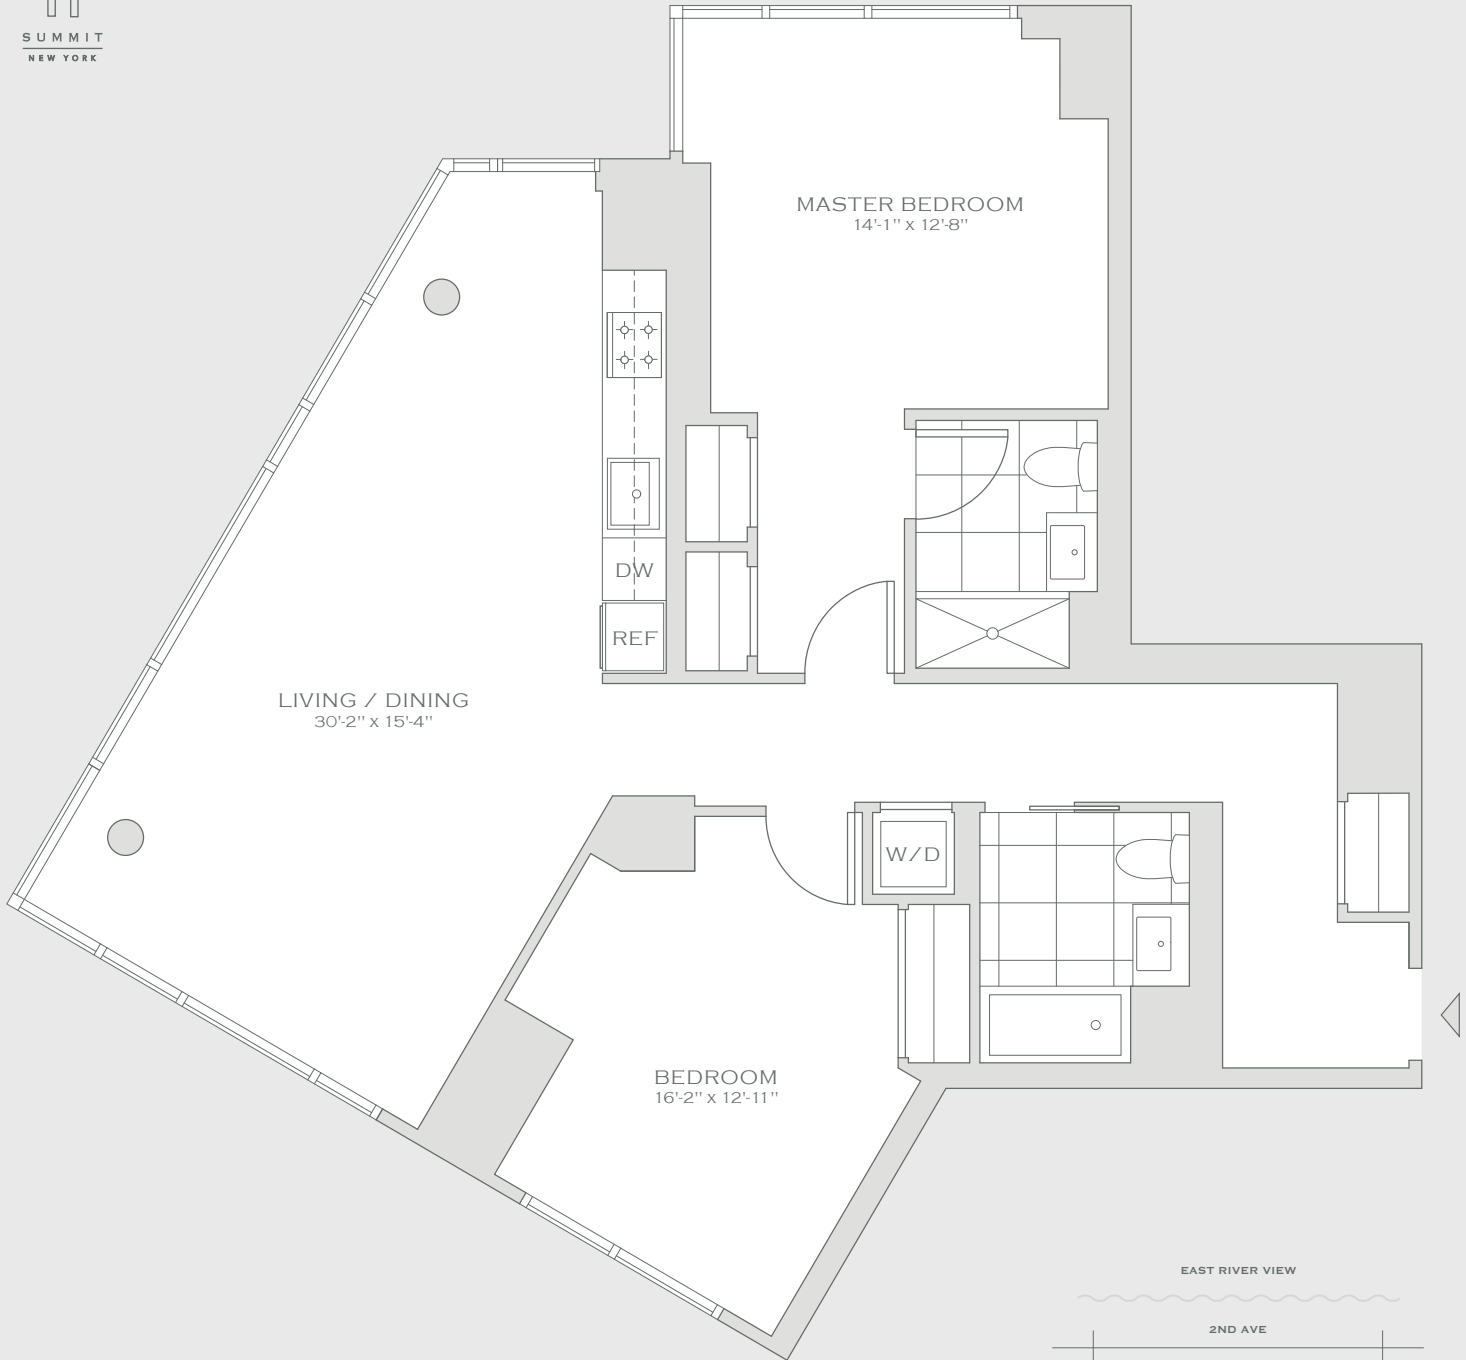 SUMMIT
NEW YORK
MASTER BEDROOM
14'-1" x 12'-8"
DW
REF
LIVING / DINING
30'-2" x 15'-4"
W/D
BEDROOM
16'-2" x 12'-11"
EAST RIVER VIEW
2ND AVE